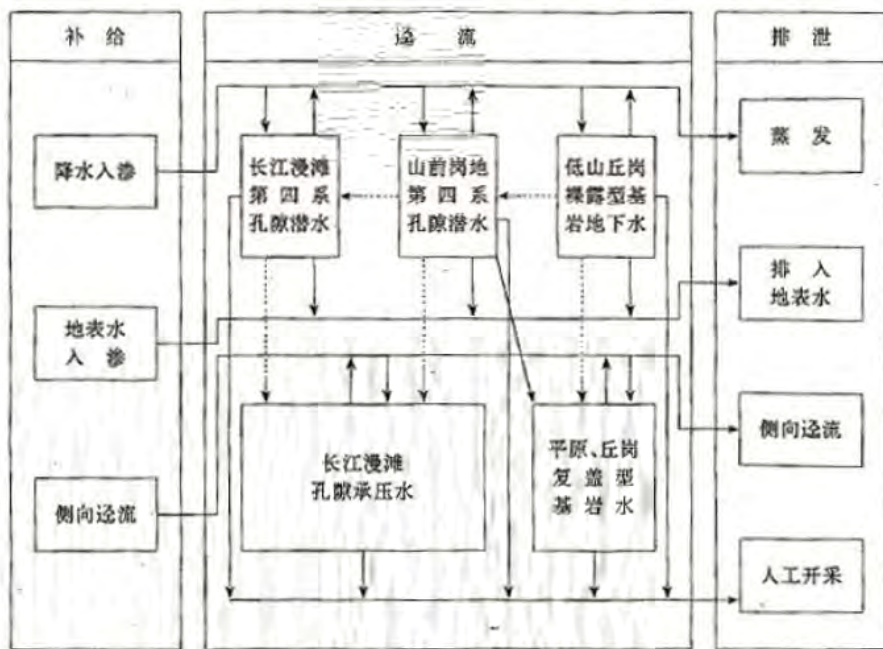 补给
迳流
排泄
降水入渗
地表水
入渗
侧向迳流
长江漫滩
第四系
孔隙潜水
山前岗地
第四系
孔隙潜水
低山丘岗
裸露型基
岩地下水
长江漫滩
孔隙承压水
平原、丘岗
复盖型
基岩水
蒸发
排入
地表水
侧向迳流
人工开采